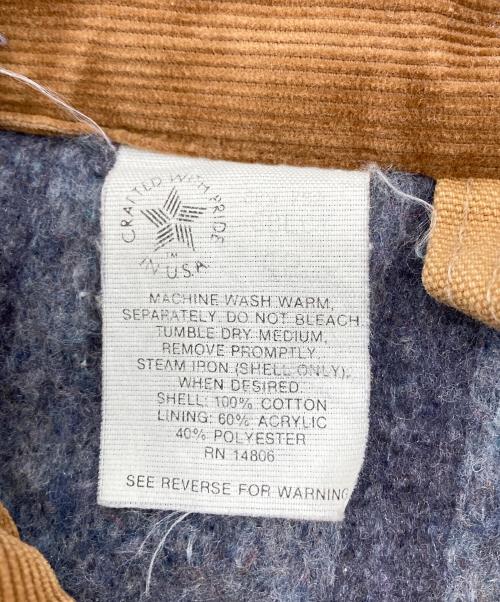 CRAFTED WITH PRIDE
IN U.S.A.
TM
MACHINE WASH WARM,
SEPARATELY. DO NOT BLEACH.
TUMBLE DRY MEDIUM,
REMOVE PROMPTLY.
STEAM IRON (SHELL ONLY),
WHEN DESIRED.
SHELL: 100% COTTON
LINING: 60% ACRYLIC
40% POLYESTER
RN 14806
SEE REVERSE FOR WARNING